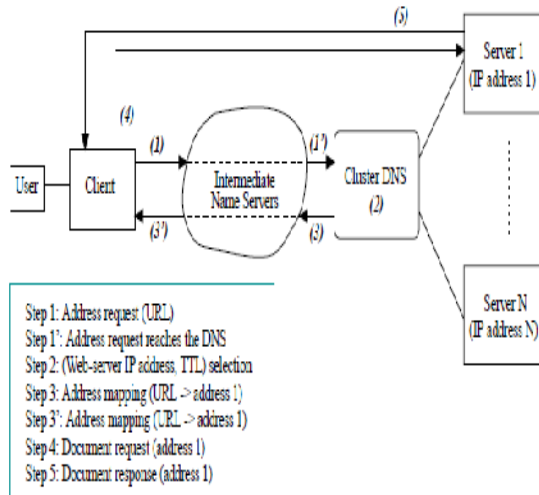 (5)
Server 1
(IP address 1)
(4)
(1)
(1')
User
Client
Intermediate
Name Servers
Cluster DNS
(2)
(3')
(3)
Server N
(IP address N)
Step 1: Address request (URL)
Step 1': Address request reaches the DNS
Step 2: (Web-server IP address, TTL) selection
Step 3: Address mapping (URL -> address 1)
Step 3': Address mapping (URL -> address 1)
Step 4: Document request (address 1)
Step 5: Document response (address 1)